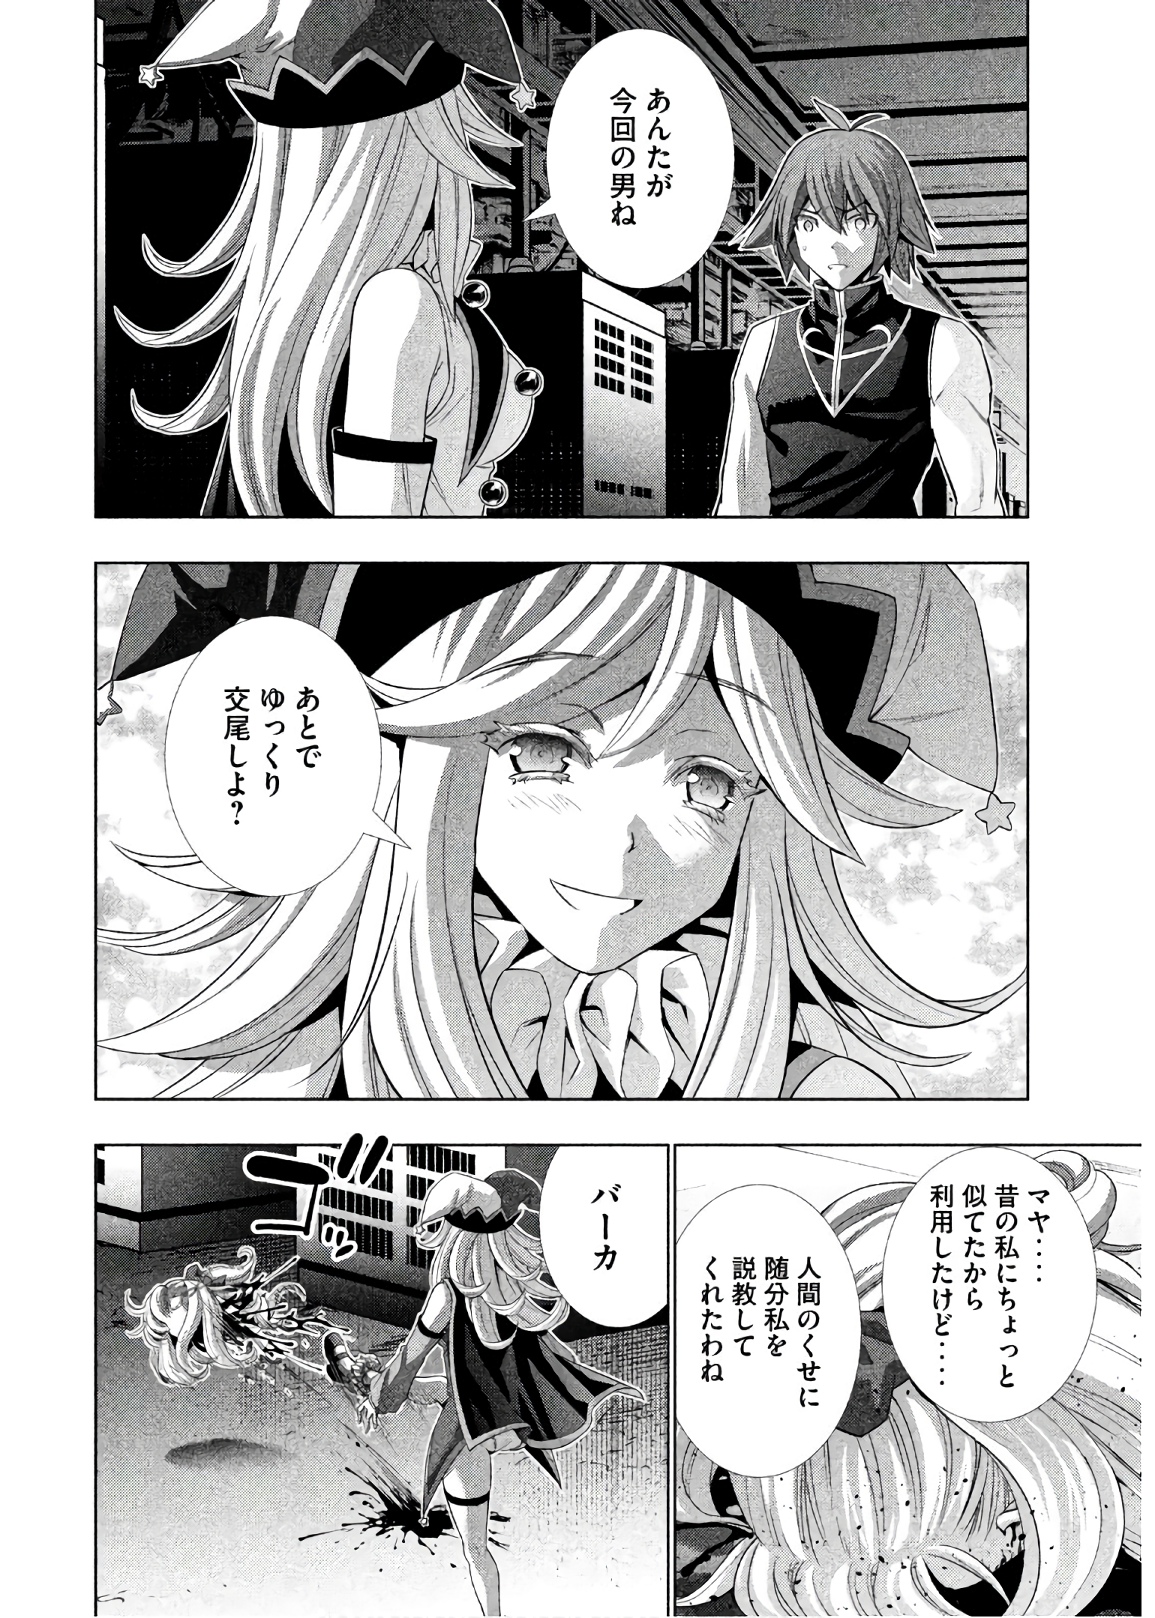 あんたが
今回の男ね
あとで
ゆっくり
交尾しよ？
マヤ‥‥
昔の私にちょっと
似てたから
利用したけど‥‥
人間のくせに
随分私を
説教して
くれたわね
バーカ
ゴッ